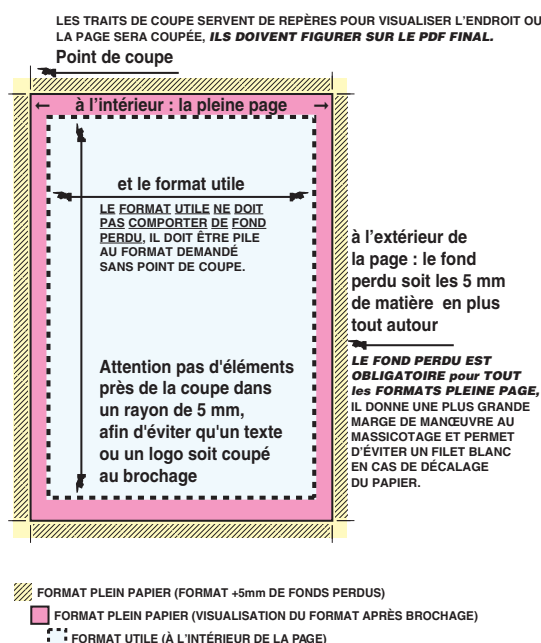 LES TRAITS DE COUPE SERVENT DE REPÈRES POUR VISUALISER L'ENDROIT OU
LA PAGE SERA COUPÉE, ILS DOIVENT FIGURER SUR LE PDF FINAL.
Point de coupe
à l'intérieur : la pleine page
et le format utile
LE FORMAT UTILE NE DOIT
PAS COMPORTER DE FOND
PERDU, IL DOIT ÊTRE PILE
AU FORMAT DEMANDÉ
SANS POINT DE COUPE.
Attention pas d'éléments
près de la coupe dans
un rayon de 5 mm,
afin d'éviter qu'un texte
ou un logo soit coupé
au brochage
à l'extérieur de
la page : le fond
perdu soit les 5 mm
de matière en plus
tout autour
LE FOND PERDU EST
OBLIGATOIRE pour TOUT
les FORMATS PLEINE PAGE,
IL DONNE UNE PLUS GRANDE
MARGE DE MANŒUVRE AU
MASSICOTAGE ET PERMET
D'ÉVITER UN FILET BLANC
EN CAS DE DÉCALAGE
DU PAPIER.
FORMAT PLEIN PAPIER (FORMAT +5mm DE FONDS PERDUS)
FORMAT PLEIN PAPIER (VISUALISATION DU FORMAT APRÈS BROCHAGE)
FORMAT UTILE (À L'INTÉRIEUR DE LA PAGE)